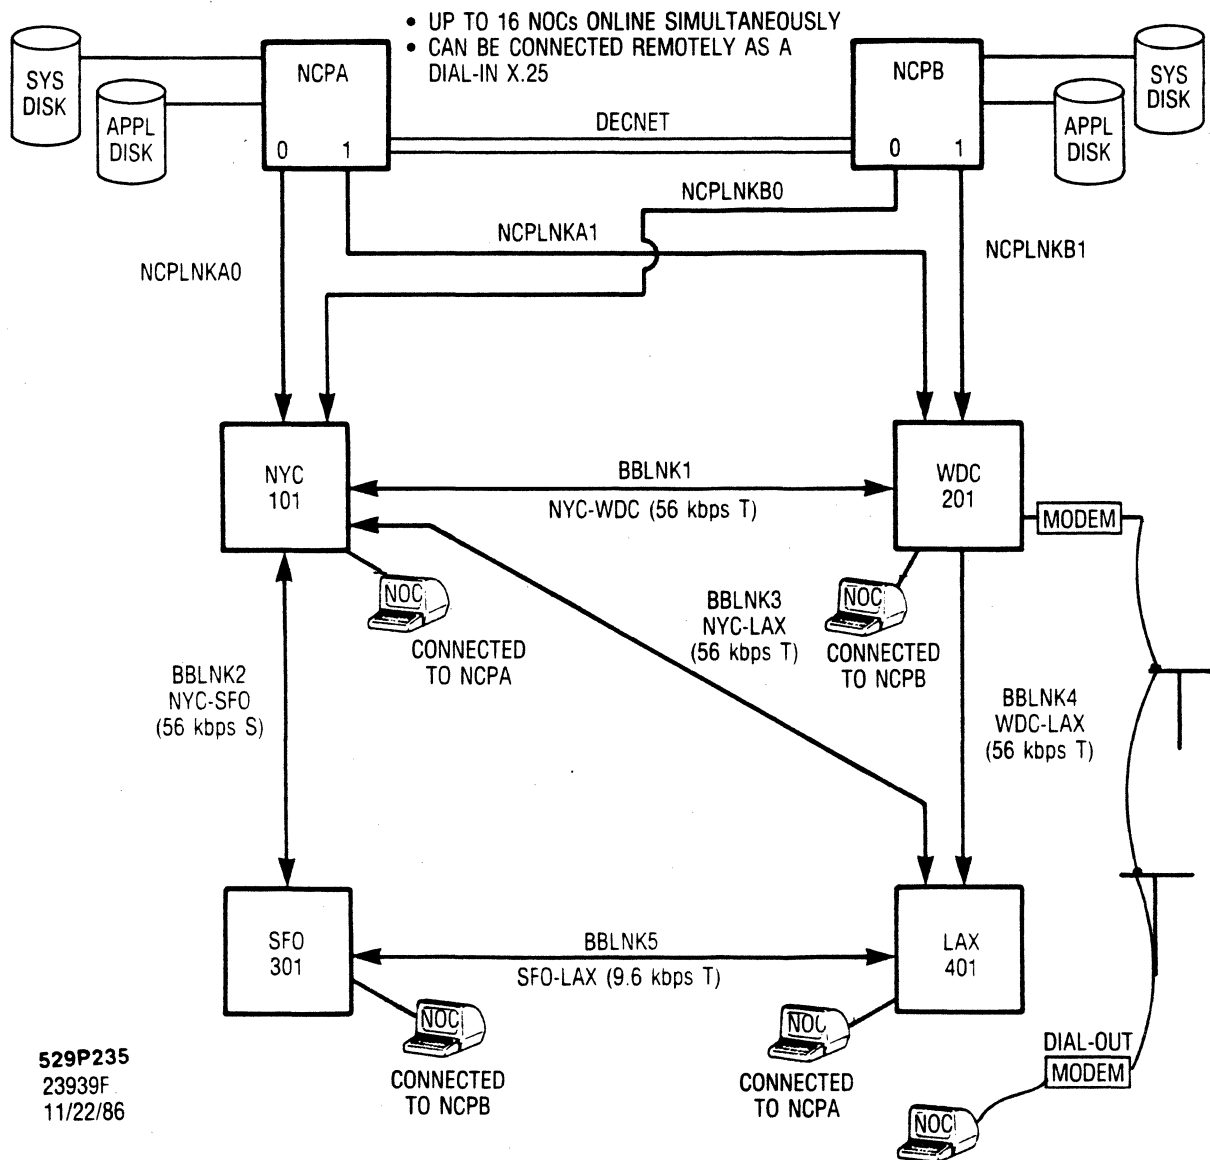 • UP TO 16 NOCs ONLINE SIMULTANEOUSLY
• CAN BE CONNECTED REMOTELY AS A
DIAL-IN X.25
SYS
DISK
APPL
DISK
NCPA
0 1
DECNET
NCPB
0 1
SYS
DISK
APPL
DISK
NCPLNKB0
NCPLNKA1
NCPLNKA0
NCPLNKB1
NYC
101
BBLNK1
NYC-WDC (56 kbps T)
WDC
201
MODEM
NOC
CONNECTED
TO NCPA
BBLNK3
NYC-LAX
(56 kbps T)
NOC
CONNECTED
TO NCPB
BBLNK2
NYC-SFO
(56 kbps S)
BBLNK4
WDC-LAX
(56 kbps T)
SFO
301
BBLNK5
SFO-LAX (9.6 kbps T)
LAX
401
NOC
CONNECTED
TO NCPB
NOC
CONNECTED
TO NCPA
DIAL-OUT
MODEM
NOC
529P235
23939F
11/22/86